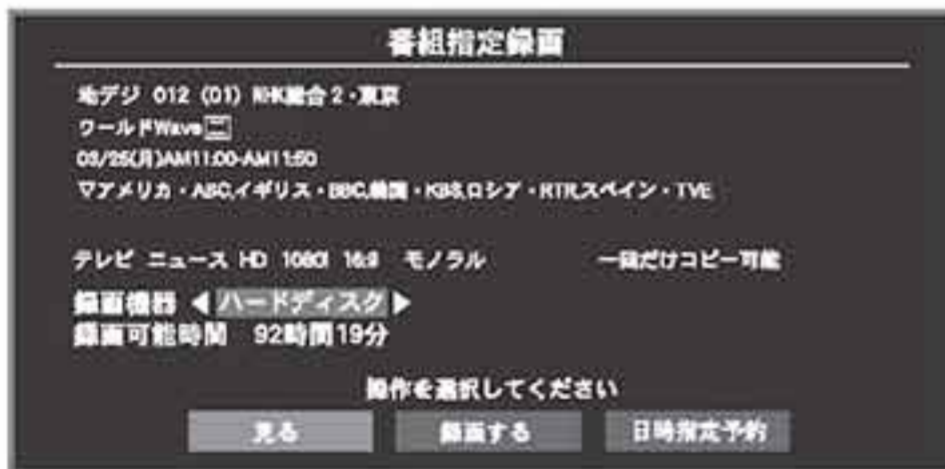 番組指定録画
地デジ 012 (01) NHK総合2・東京
ワールドWave二
03/25(月)AM11:00-AM11:50
▽アメリカ・ABC,イギリス・BBC,韓国・KBS,ロシア・RTR,スペイン・TVE
テレビ ニュース HD 1080i 16:9 モノラル 一回だけコピー可能
録画機器 ◀ ハードディスク ▶
録画可能時間 92時間19分
操作を選択してください
見る 録画する 日時指定予約